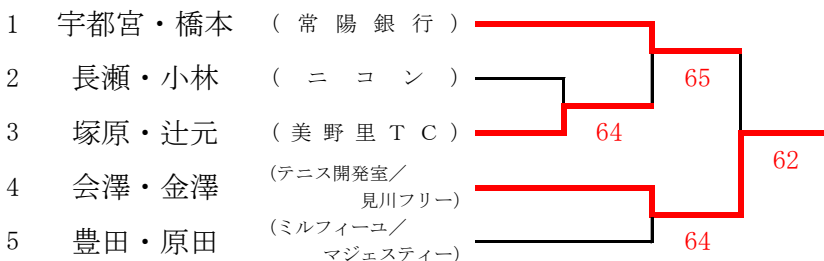 1 宇都宮・橋本 (常陽銀行)
65
2 長瀬・小林 (ニコン)
3 塚原・辻元 (美野里TC)
64
62
4 会澤・金澤 (テニス開発室／
見川フリー)
5 豊田・原田 (ミルフィーユ／
マジェスティー)
64